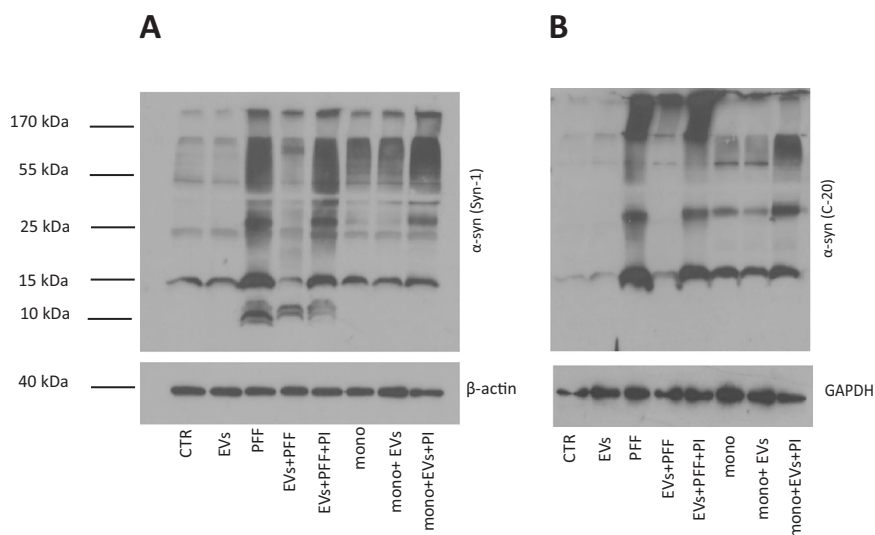 A
B
170 kDa
55 kDa
25 kDa
15 kDa
10 kDa
40 kDa
α-syn (Syn-1)
β-actin
CTR
EVs
PFF
EVs+PFF
EVs+PFF+PI
mono
mono+ EVs
mono+EVs+PI
α-syn (C-20)
GAPDH
CTR
EVs
PFF
EVs+PFF
EVs+PFF+PI
mono
mono+ EVs
mono+EVs+PI